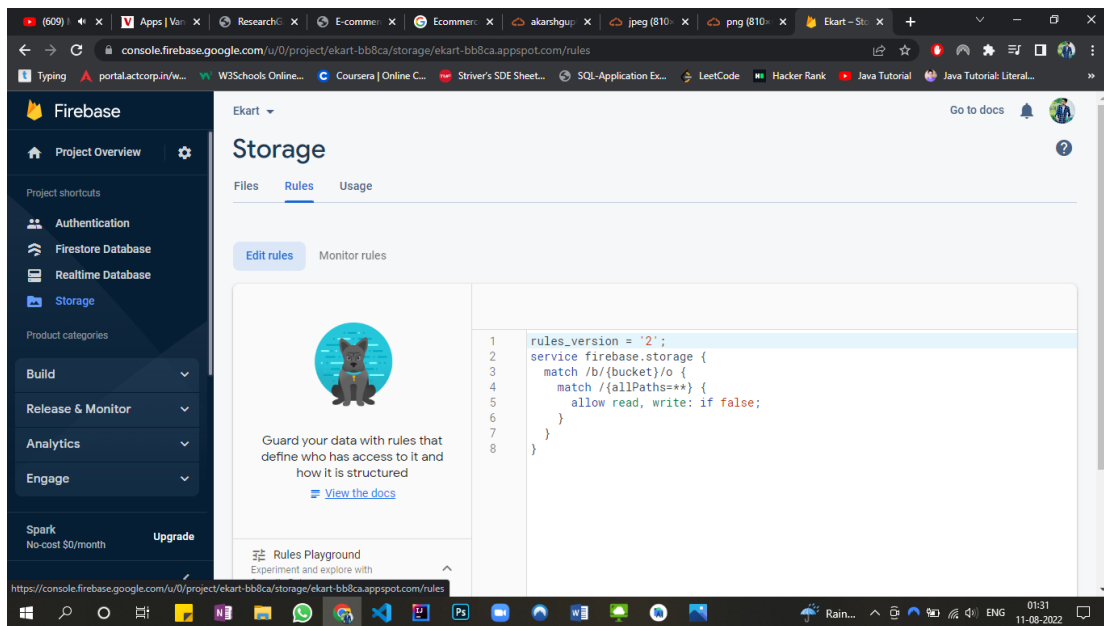 (609)
Apps | Van
ResearchG
E-commer
Ecommerc
akarshgup
jpeg (810×
png (810×
Ekart – Sto
console.firebase.google.com/u/0/project/ekart-bb8ca/storage/ekart-bb8ca.appspot.com/rules
Typing
portal.actcorp.in/w...
W3Schools Online...
Coursera | Online C...
Striver's SDE Sheet...
SQL-Application Ex...
LeetCode
Hacker Rank
Java Tutorial
Java Tutorial: Literal...
»
Firebase
Ekart
Go to docs
Project Overview
Storage
Project shortcuts
Files Rules Usage
Authentication
Firestore Database
Realtime Database
Storage
Edit rules Monitor rules
Product categories
Build
Release & Monitor
Analytics
Engage
Spark
No-cost $0/month
Upgrade
Guard your data with rules that
define who has access to it and
how it is structured
View the docs
Rules Playground
Experiment and explore with
1 rules_version = '2';
2 service firebase.storage {
3 match /b/{bucket}/o {
4 match /{allPaths=**} {
5 allow read, write: if false;
6 }
7 }
8 }
https://console.firebase.google.com/u/0/project/ekart-bb8ca/storage/ekart-bb8ca.appspot.com/rules
Rain...
ENG
01:31
11-08-2022